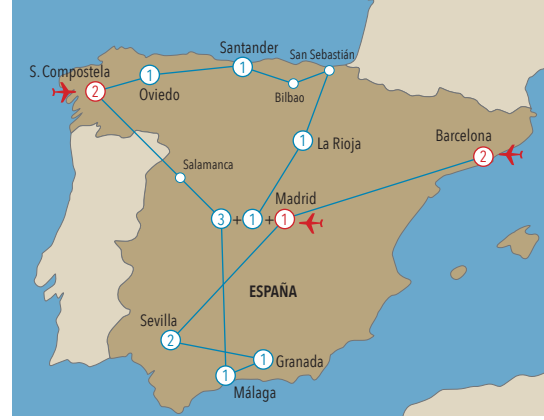 Santander
San Sebastián
S. Compostela
1
1
2
Oviedo
Bilbao
1
La Rioja
Barcelona
2
Salamanca
Madrid
3 + 1 + 1
ESPAÑA
Sevilla
2
1
Granada
1
Málaga